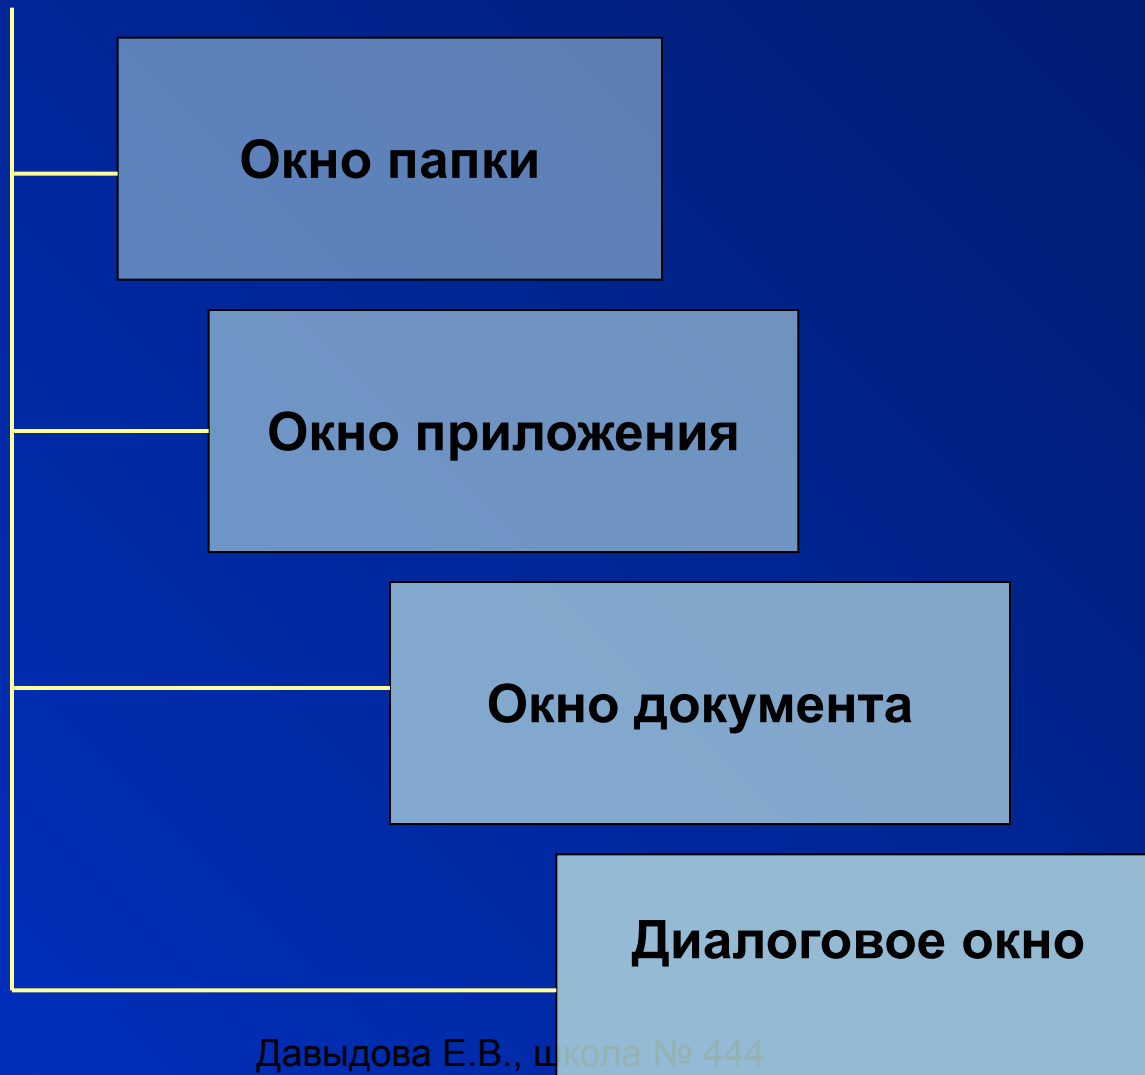 Окно папки
Окно приложения
Окно документа
Диалоговое окно
Давыдова Е.В., школа № 444